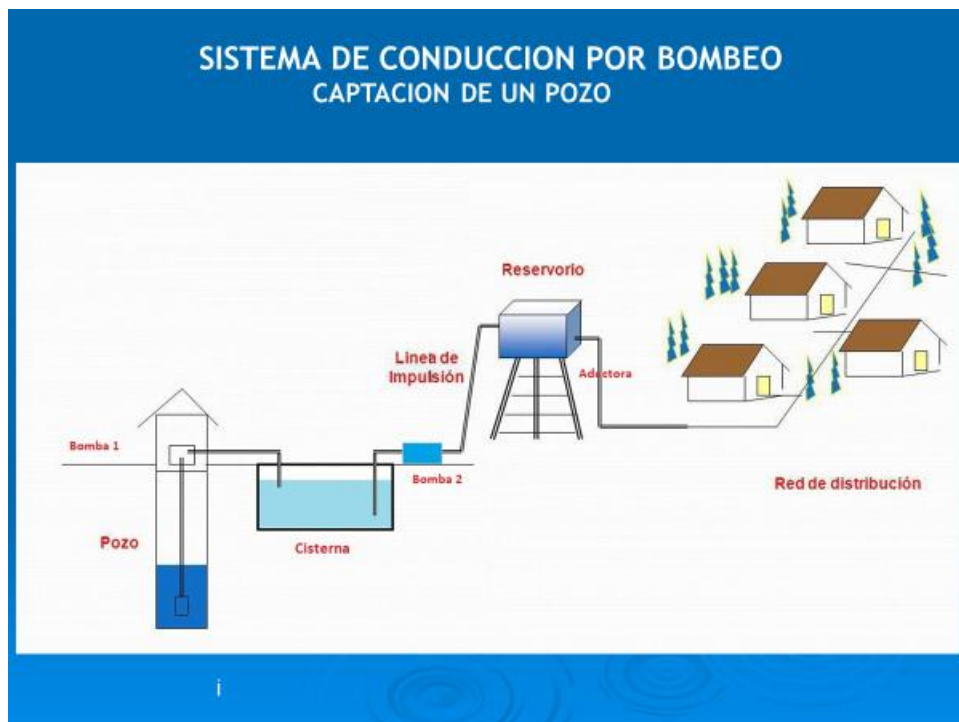 SISTEMA DE CONDUCCION POR BOMBEO
CAPTACION DE UN POZO
Reservorio
Linea de
Impulsión
Aductora
Bomba 1
Bomba 2
Red de distribución
Pozo
Cisterna
i